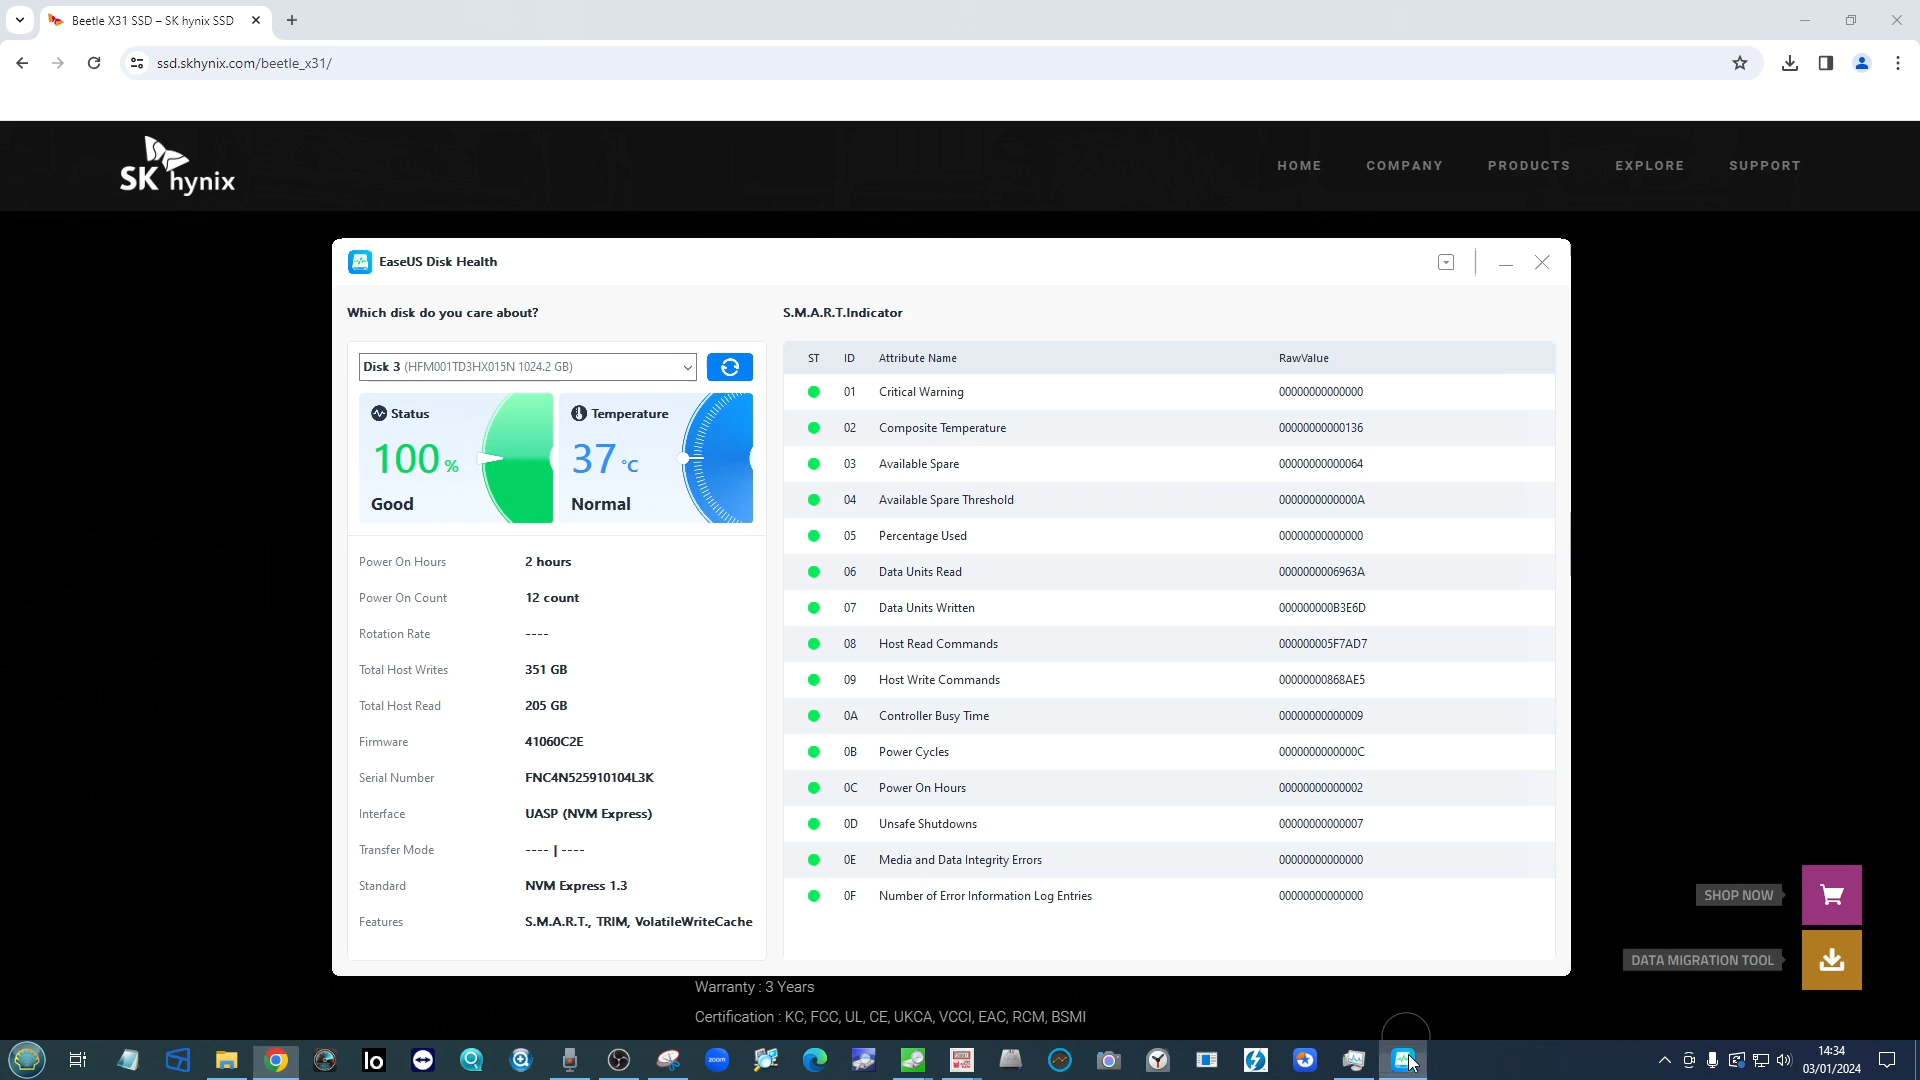 Beetle X31 SSD – SK hynix SSD
ssd.skhynix.com/beetle_x31/
SK hynix
HOME COMPANY PRODUCTS EXPLORE SUPPORT
EaseUS Disk Health
Which disk do you care about?
Disk 3 (HFM001TD3HX015N 1024.2 GB)
Status
100 %
Good
Temperature
37 °C
Normal
Power On Hours 2 hours
Power On Count 12 count
Rotation Rate ----
Total Host Writes 351 GB
Total Host Read 205 GB
Firmware 41060C2E
Serial Number FNC4N525910104L3K
Interface UASP (NVM Express)
Transfer Mode ---- | ----
Standard NVM Express 1.3
Features S.M.A.R.T., TRIM, VolatileWriteCache
S.M.A.R.T.Indicator
ST ID Attribute Name RawValue
01 Critical Warning 00000000000000
02 Composite Temperature 00000000000136
03 Available Spare 00000000000064
04 Available Spare Threshold 0000000000000A
05 Percentage Used 00000000000000
06 Data Units Read 0000000006963A
07 Data Units Written 000000000B3E6D
08 Host Read Commands 000000005F7AD7
09 Host Write Commands 00000000868AE5
0A Controller Busy Time 00000000000009
0B Power Cycles 0000000000000C
0C Power On Hours 00000000000002
0D Unsafe Shutdowns 00000000000007
0E Media and Data Integrity Errors 00000000000000
0F Number of Error Information Log Entries 00000000000000
SHOP NOW
DATA MIGRATION TOOL
Warranty : 3 Years
Certification : KC, FCC, UL, CE, UKCA, VCCI, EAC, RCM, BSMI
lo
zoom
14:34
03/01/2024